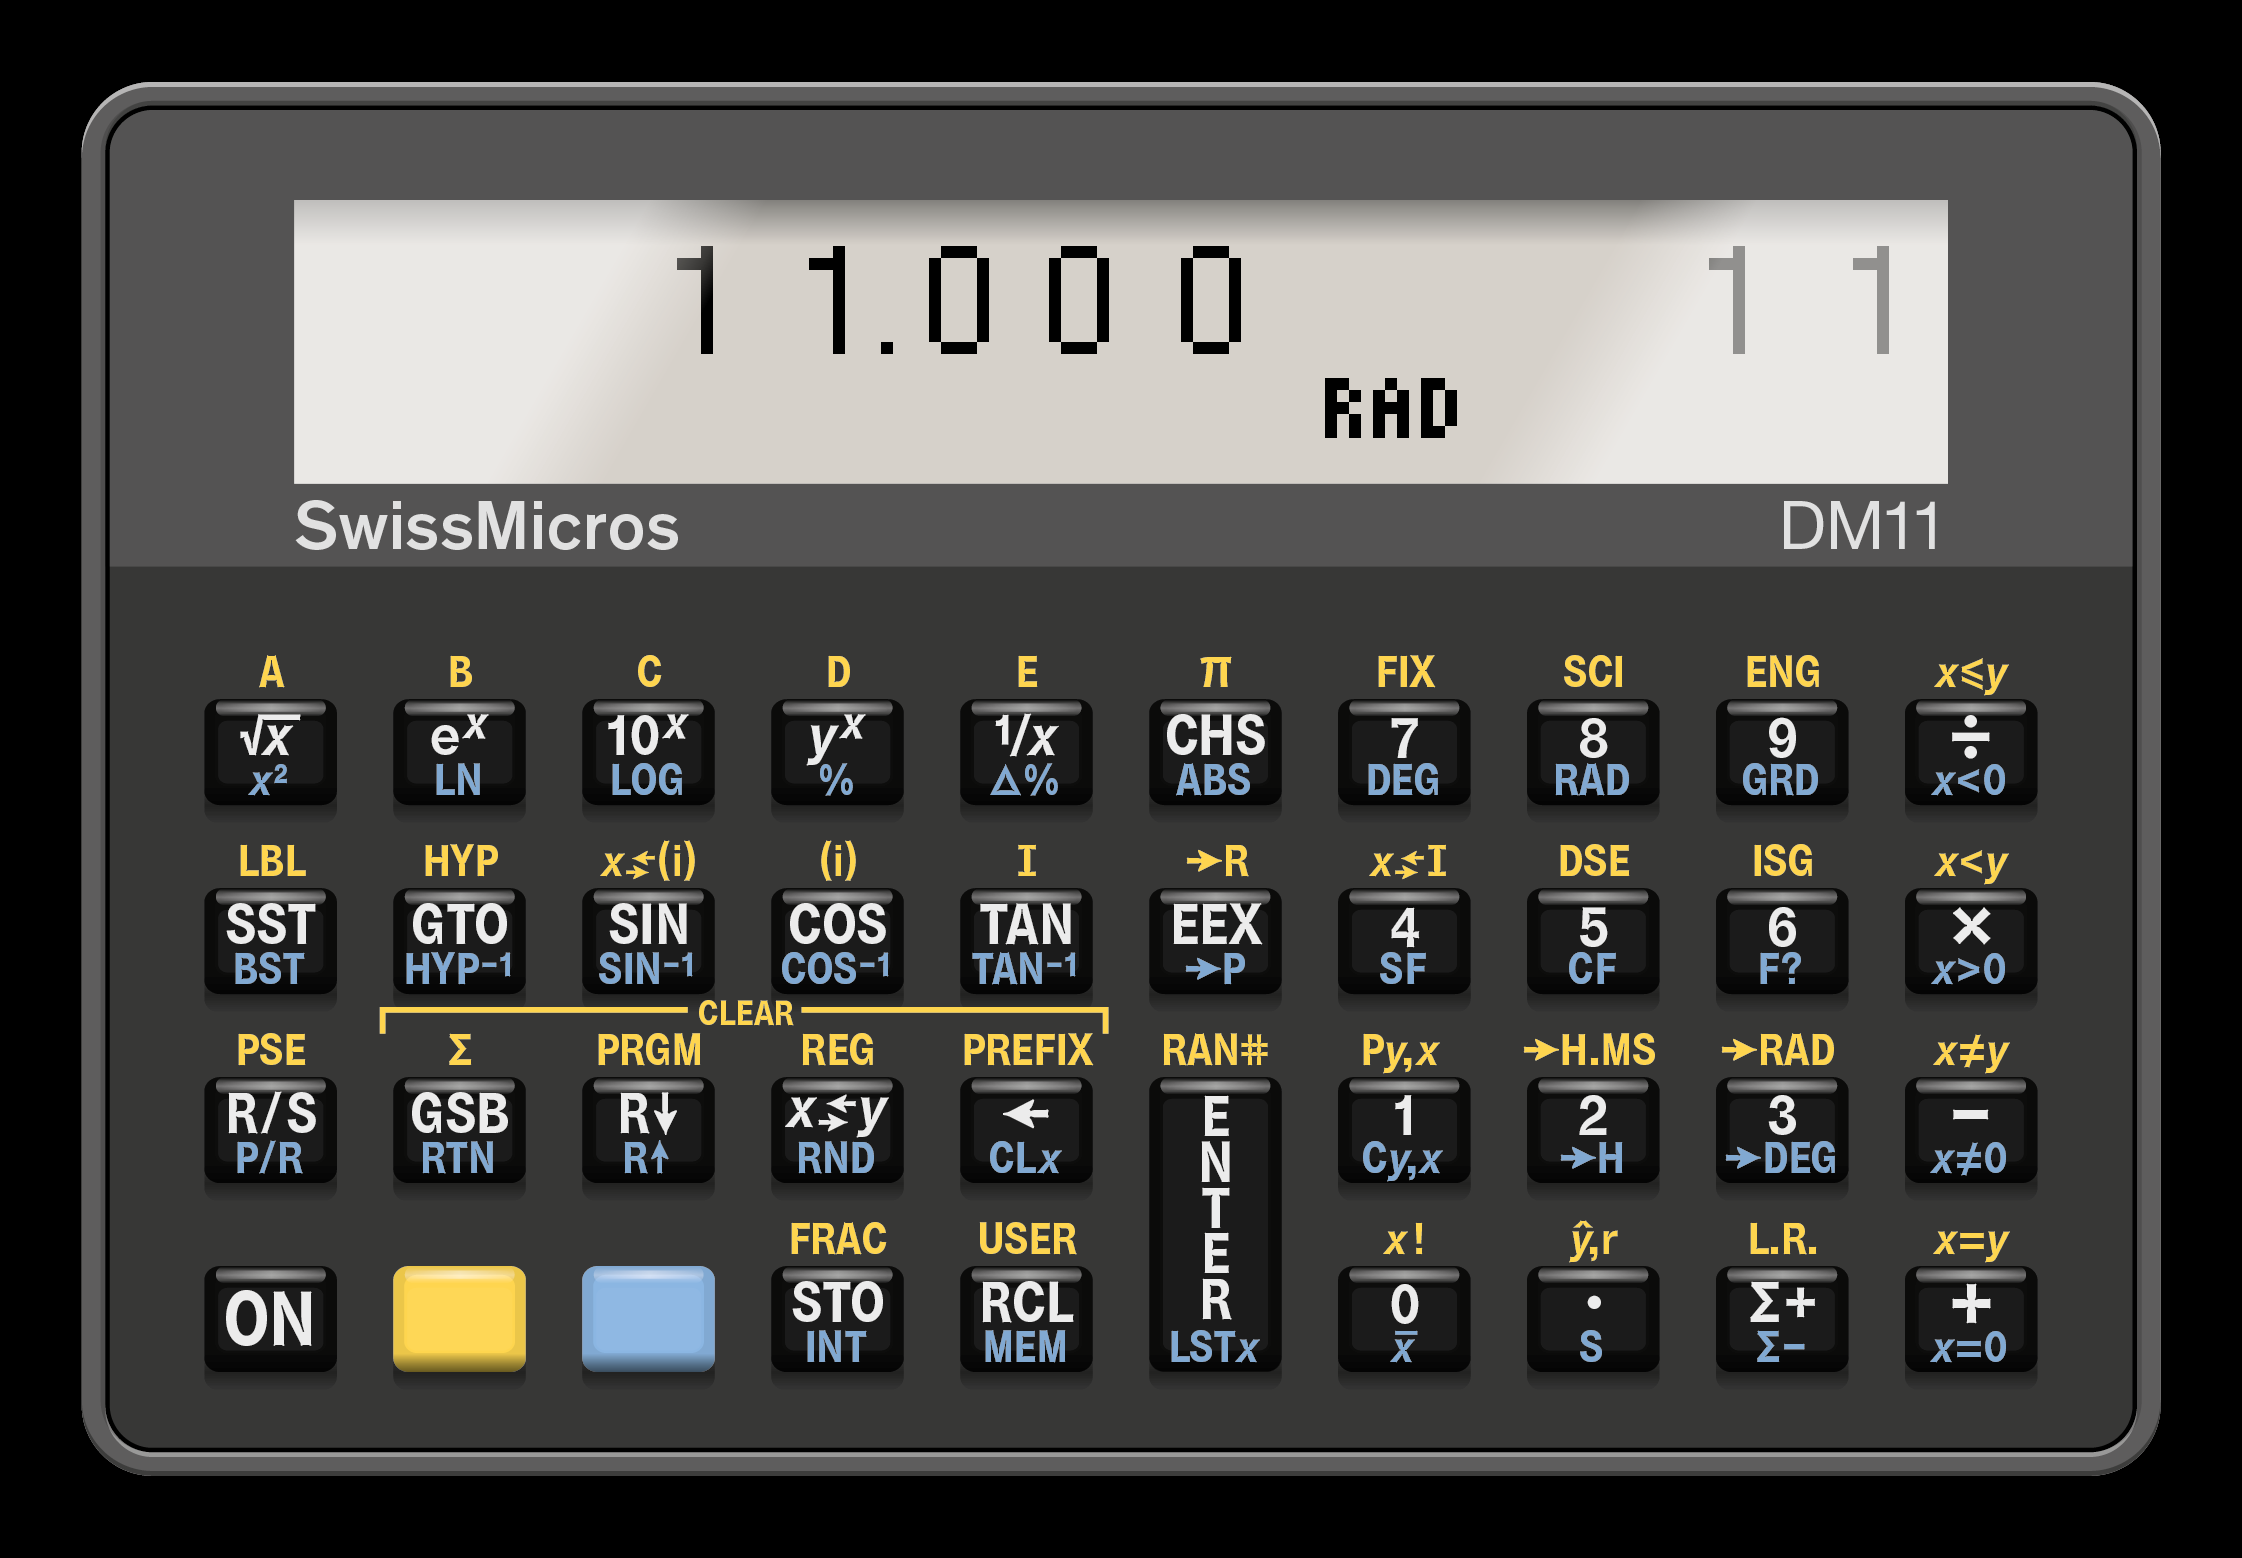 11.000 11
RAD
SwissMicros DM11
A B C D E π FIX SCI ENG x≤y
√x eˣ 10ˣ yˣ 1/x CHS 7 8 9 ÷
x² LN LOG % Δ% ABS DEG RAD GRD x<0
LBL HYP x⇄(i) (i) I →R x⇄I DSE ISG x<y
SST GTO SIN COS TAN EEX 4 5 6 ×
BST HYP⁻¹ SIN⁻¹ COS⁻¹ TAN⁻¹ →P SF CF F? x>0
CLEAR
PSE Σ PRGM REG PREFIX RAN# Py,x →H.MS →RAD x≠y
R/S GSB R↓ x⇄y ← ENTER 1 2 3 −
P/R RTN R↑ RND CLx Cy,x →H →DEG x≠0
FRAC USER x! ŷ,r L.R. x=y
ON STO RCL 0 · Σ+ +
INT MEM LSTx x̅ S Σ− x=0